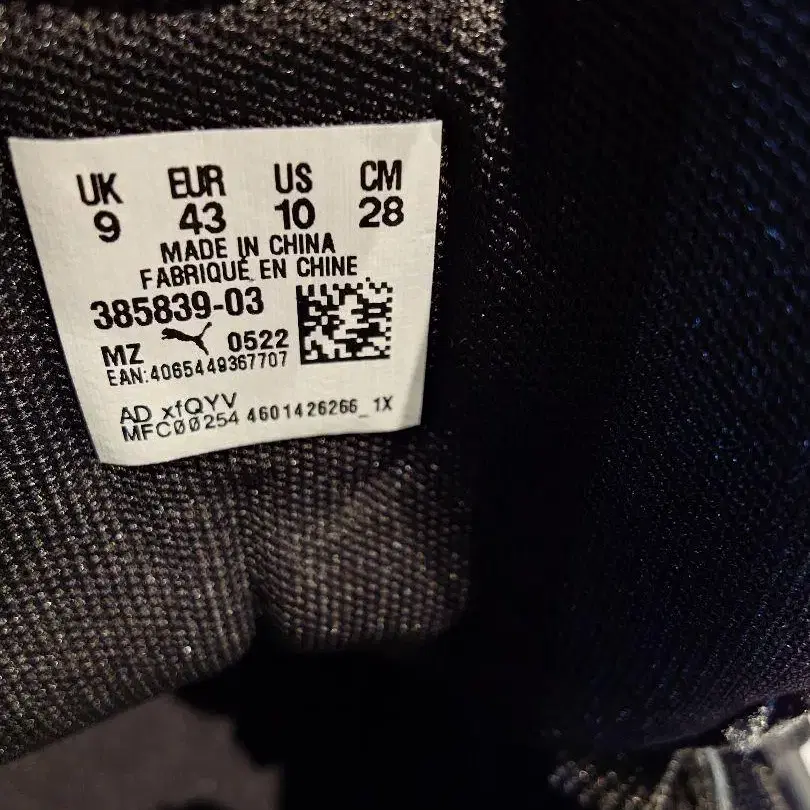 UK EUR US CM
9 43 10 28
MADE IN CHINA
FABRIQUÉ EN CHINE
385839-03
MZ 0522
EAN:4065449367707
AD xfQYV
MFC00254 4601426266_1X